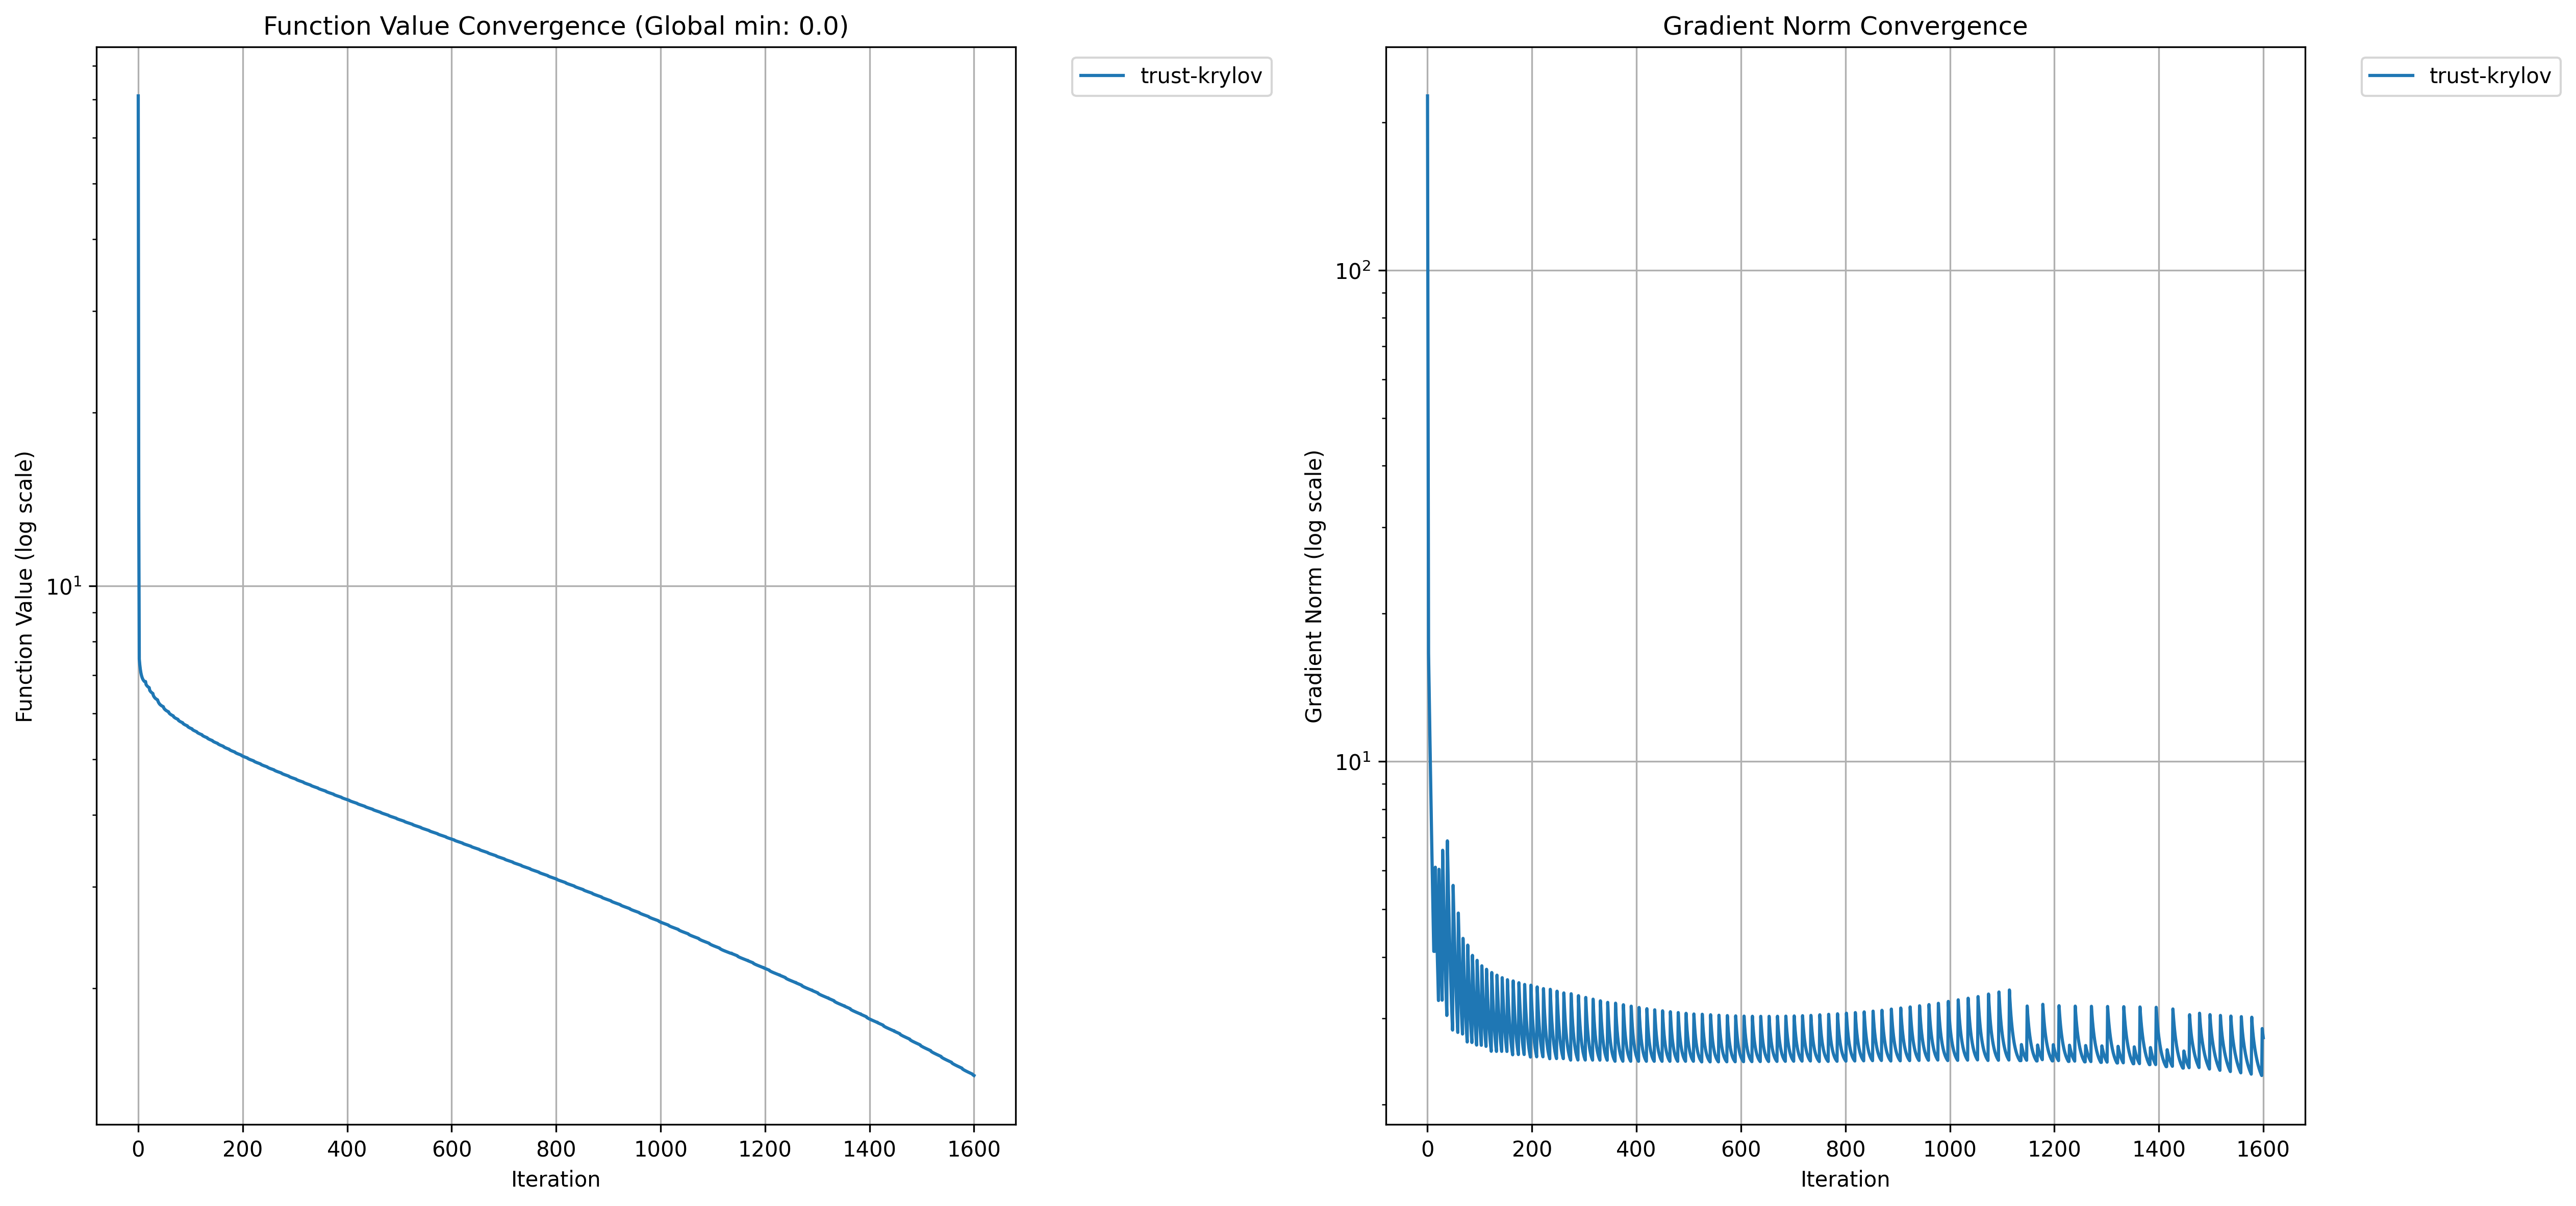 Function Value Convergence (Global min: 0.0)
trust-krylov
Function Value (log scale)
10¹
0 200 400 600 800 1000 1200 1400 1600
Iteration
Gradient Norm Convergence
trust-krylov
Gradient Norm (log scale)
10²
10¹
0 200 400 600 800 1000 1200 1400 1600
Iteration